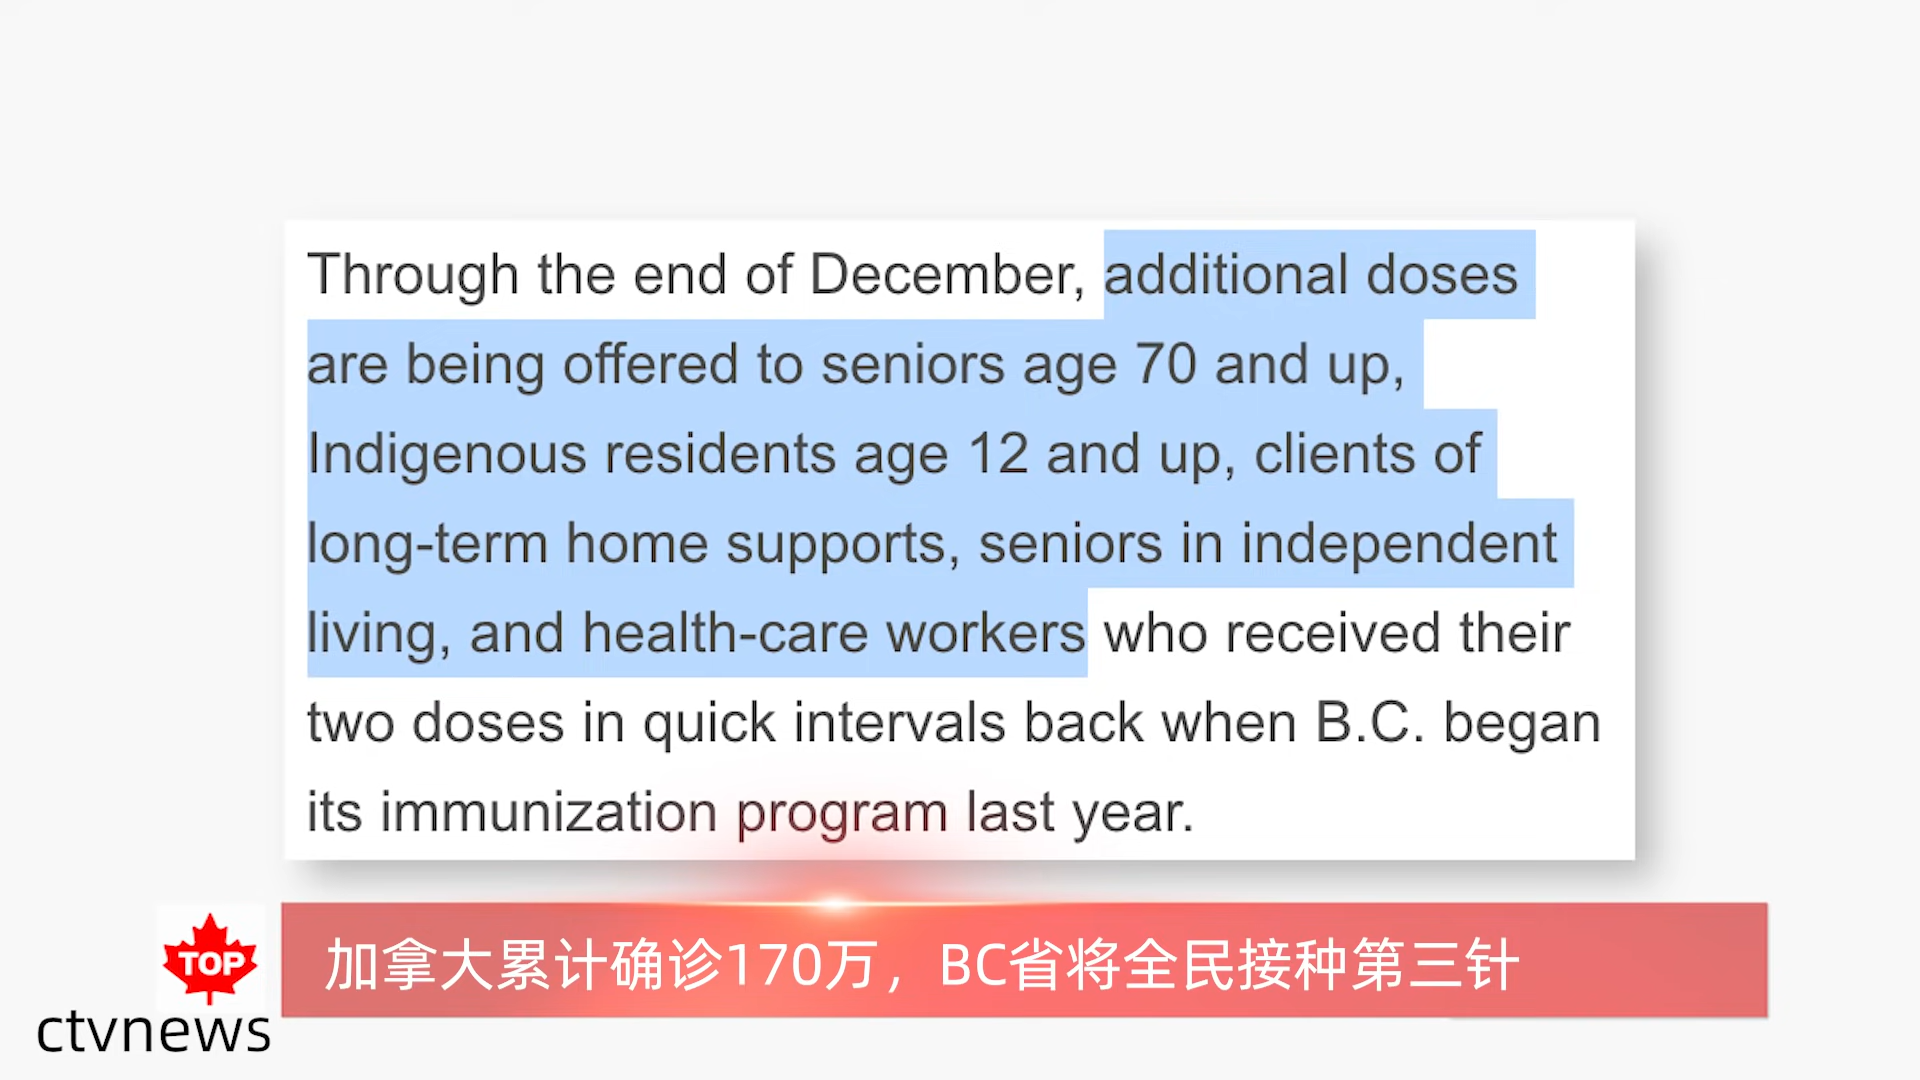 Through the end of December, additional doses
are being offered to seniors age 70 and up,
Indigenous residents age 12 and up, clients of
long-term home supports, seniors in independent
living, and health-care workers who received their
two doses in quick intervals back when B.C. began
its immunization program last year.
TOP
加拿大累计确诊170万，BC省将全民接种第三针
ctvnews